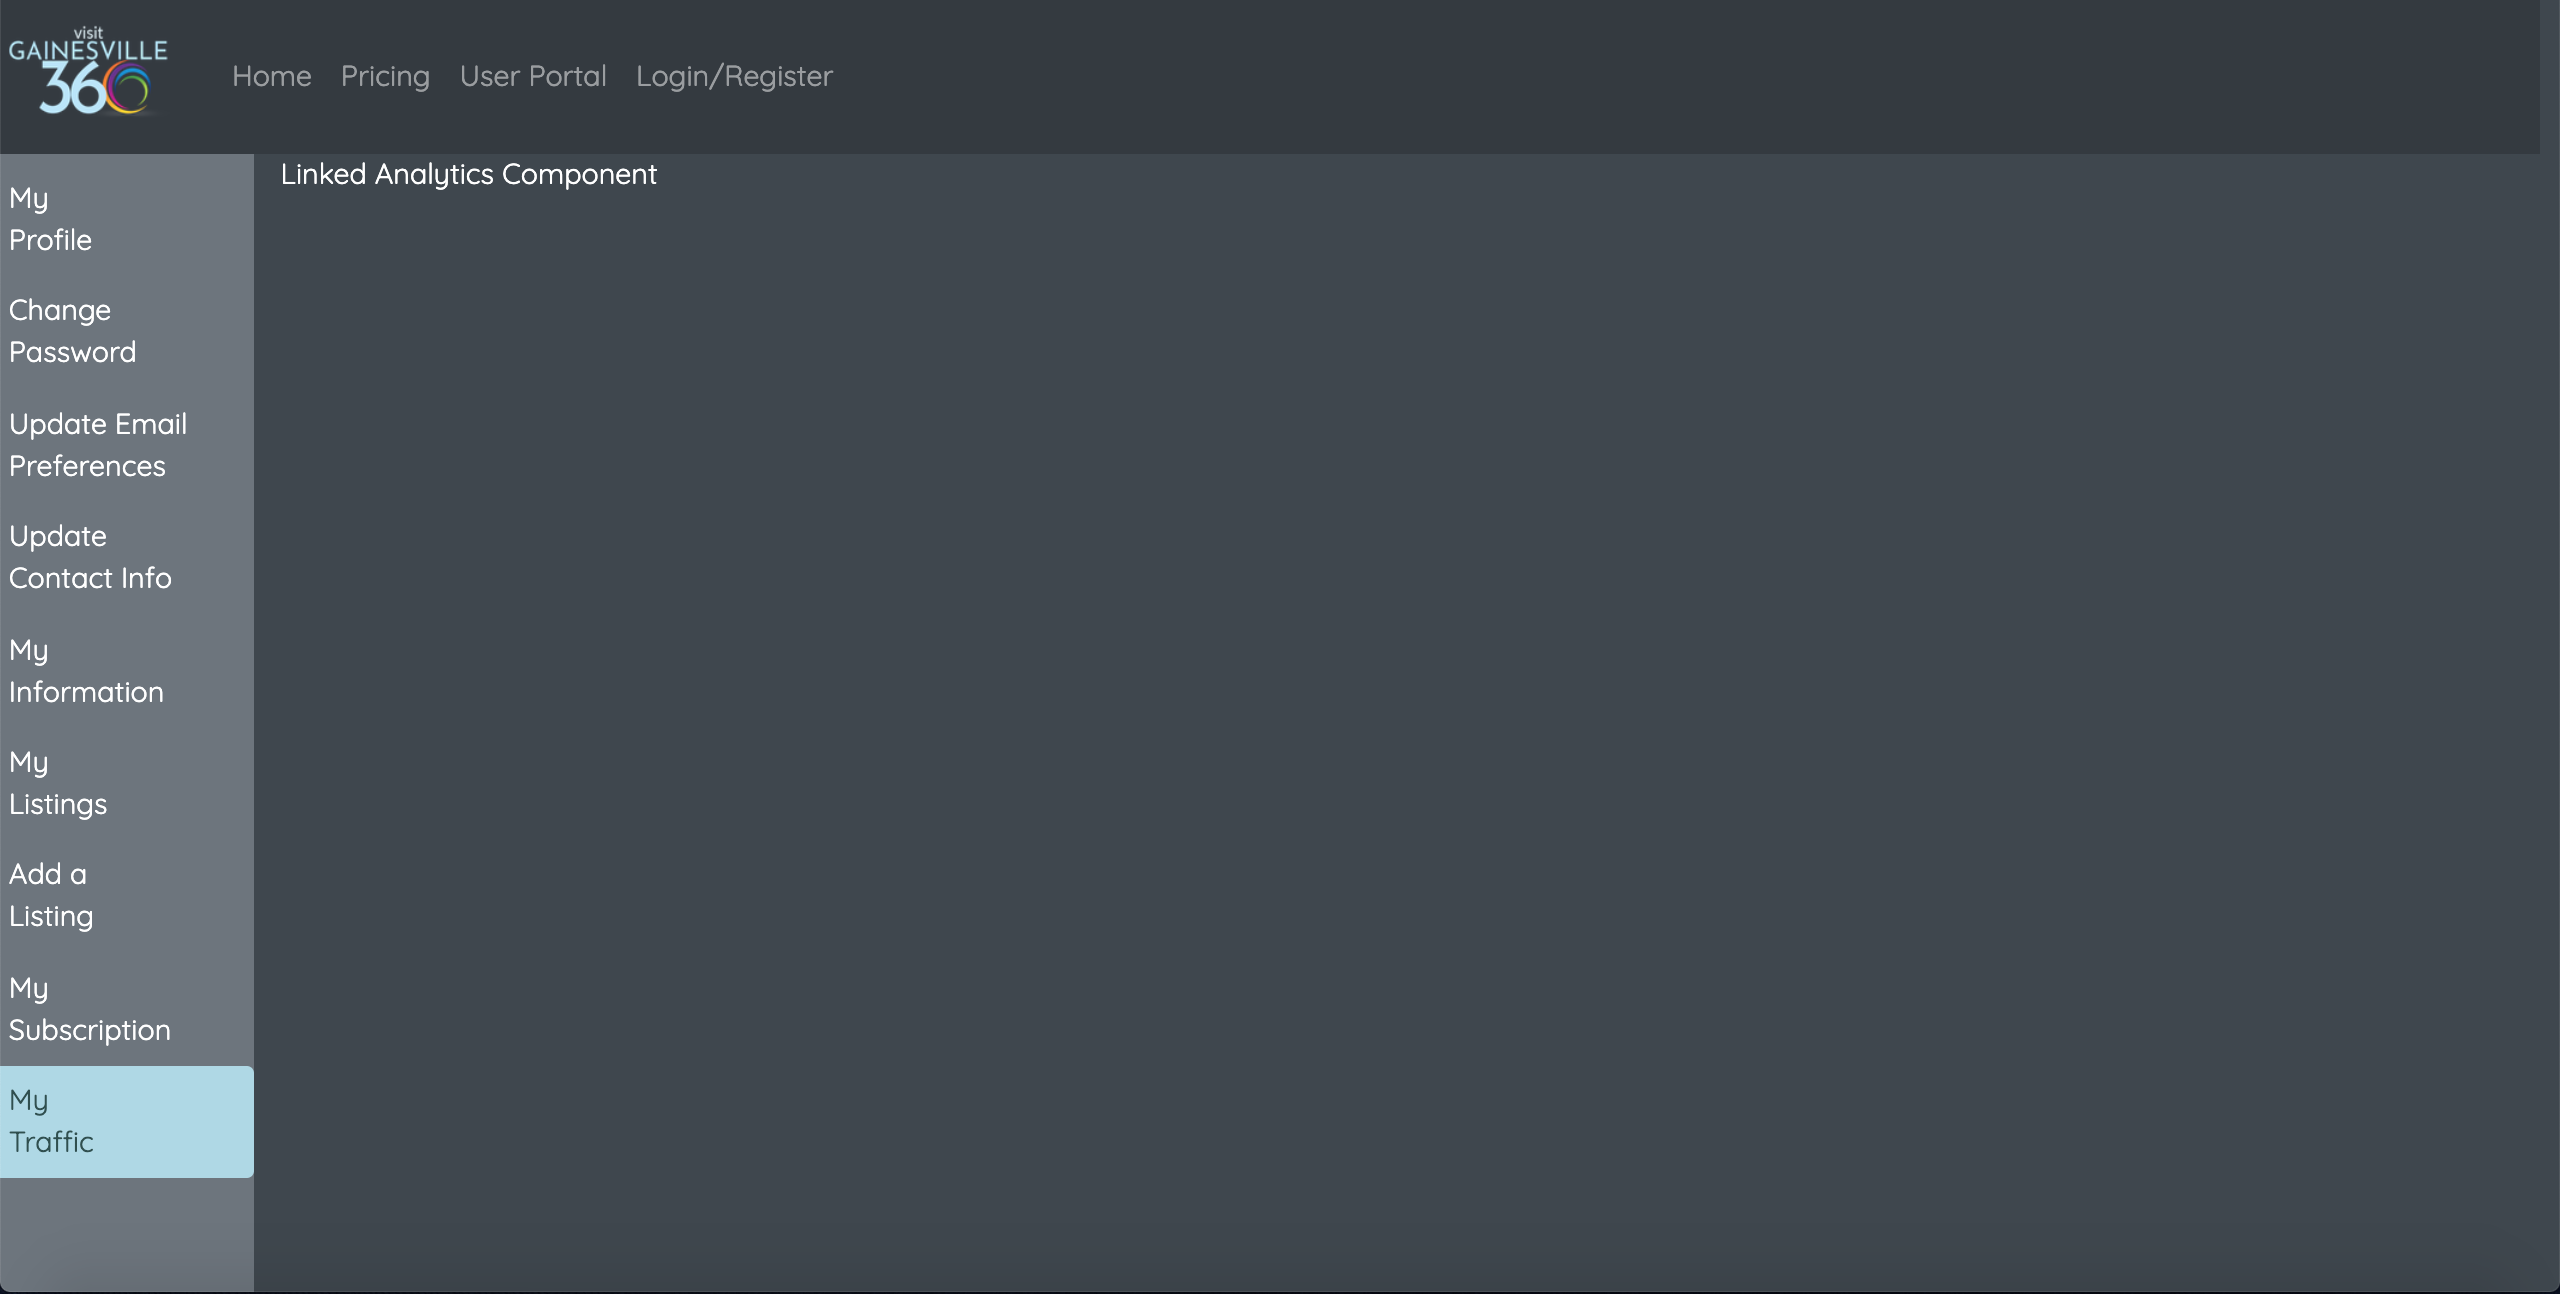 visit
GAINESVILLE
360
Home Pricing User Portal Login/Register
Linked Analytics Component
My
Profile
Change
Password
Update Email
Preferences
Update
Contact Info
My
Information
My
Listings
Add a
Listing
My
Subscription
My
Traffic